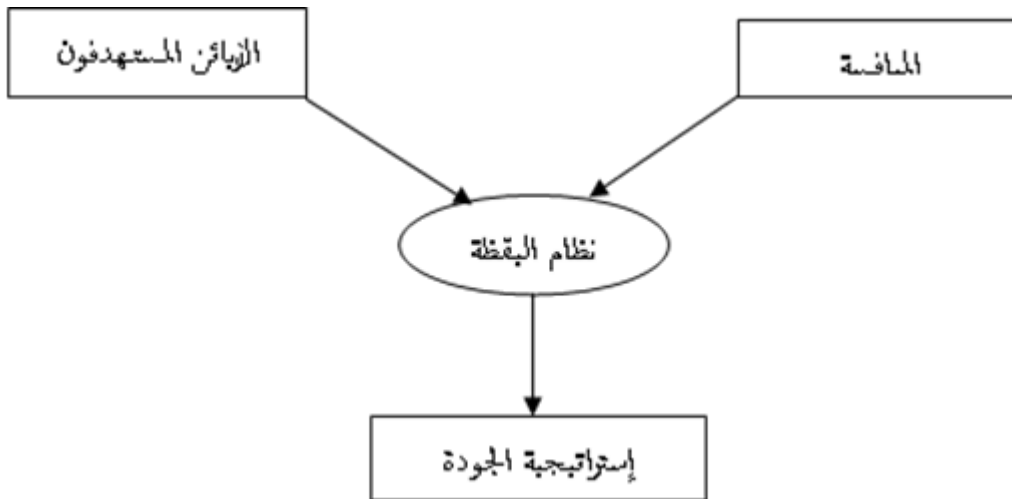 المنافسة
الزبائن المستهدفون
نظام اليقظة
إستراتيجية الجودة